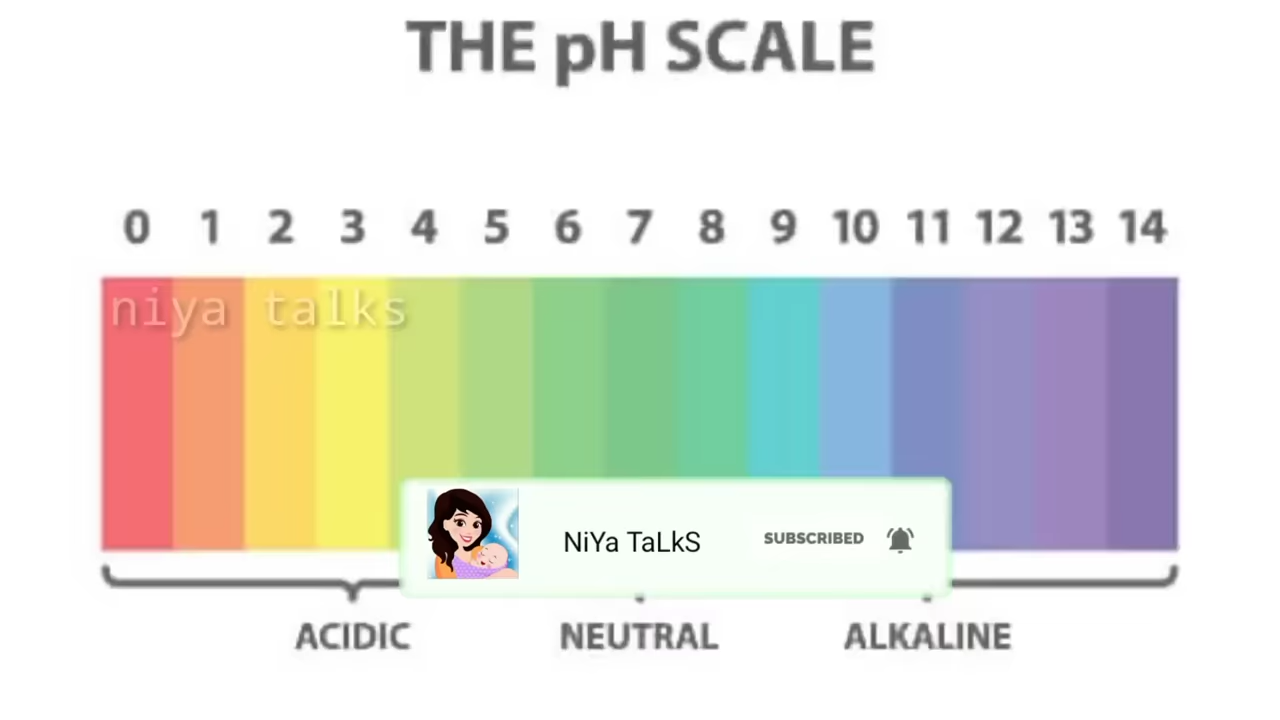 THE pH SCALE
0 1 2 3 4 5 6 7 8 9 10 11 12 13 14
niya talks
NiYa TaLkS SUBSCRIBED
ACIDIC NEUTRAL ALKALINE